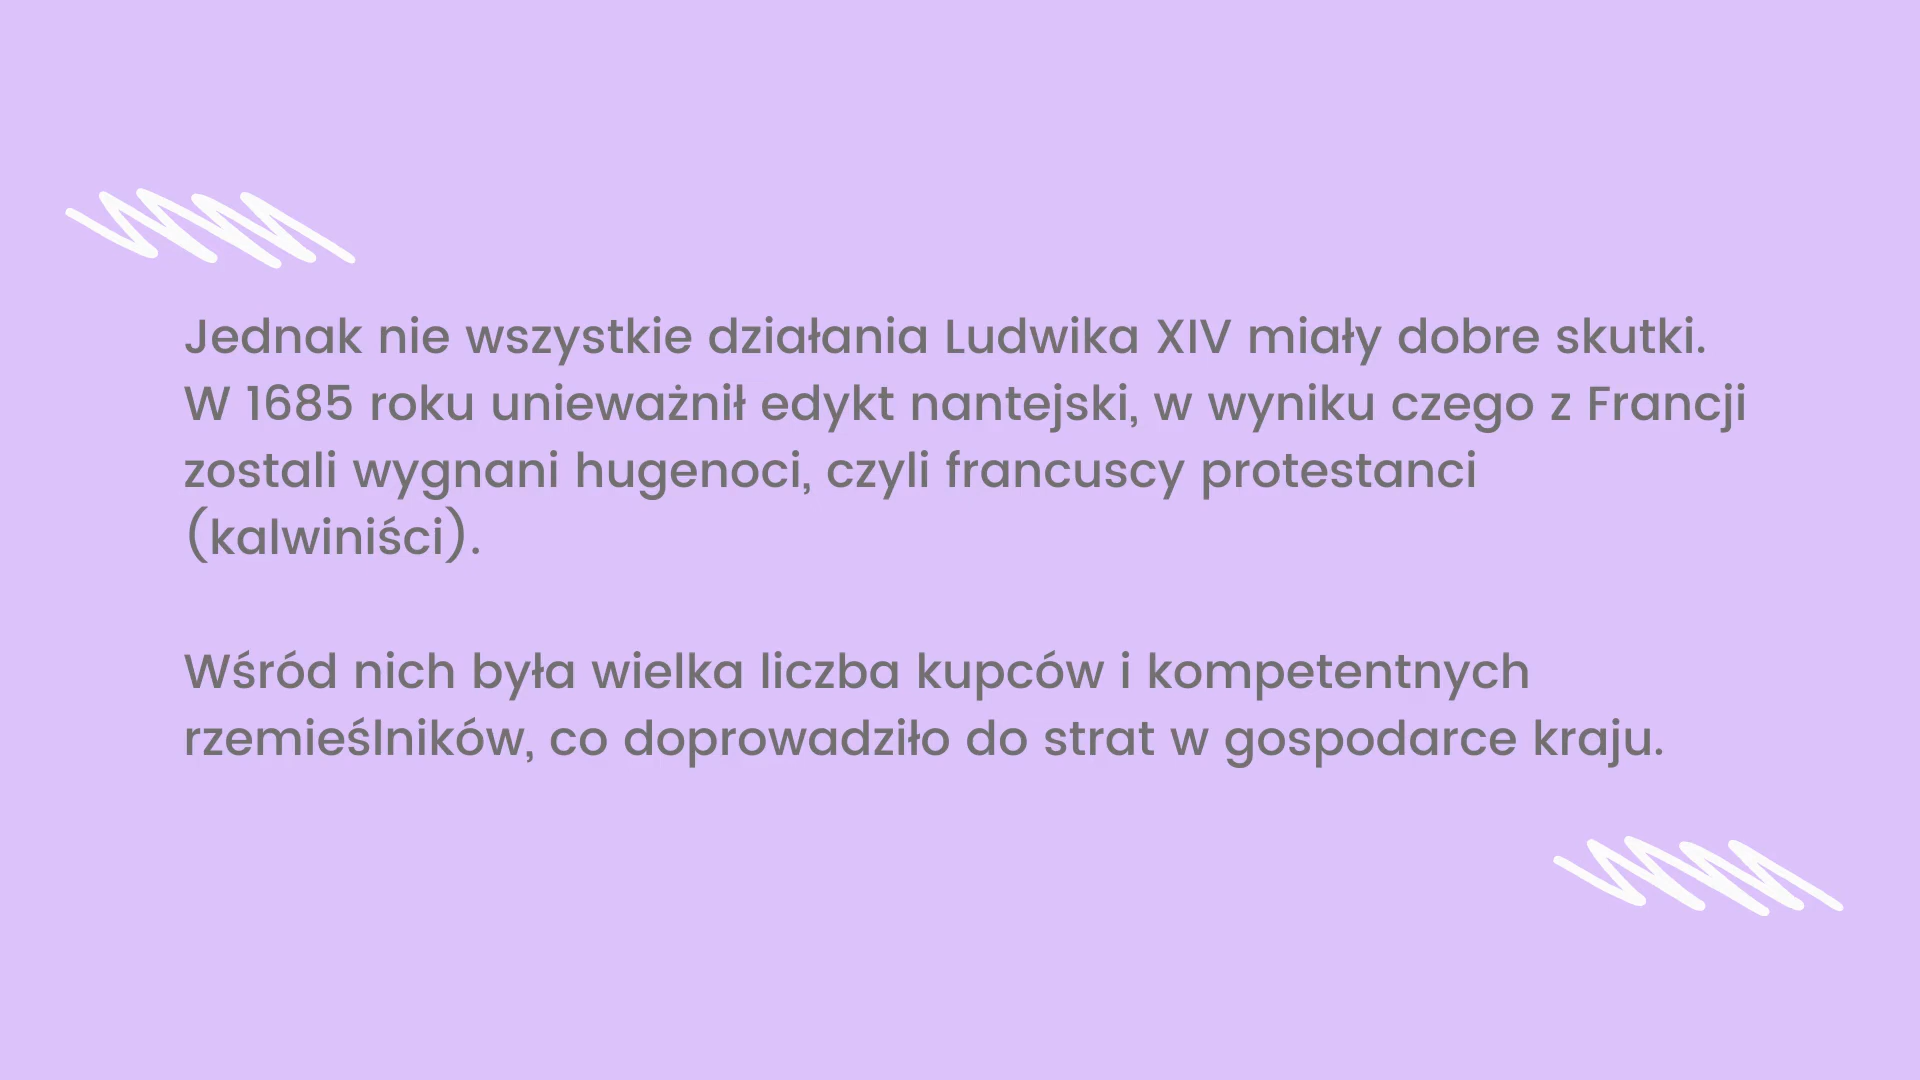 Jednak nie wszystkie działania Ludwika XIV miały dobre skutki.
W 1685 roku unieważnił edykt nantejski, w wyniku czego z Francji
zostali wygnani hugenoci, czyli francuscy protestanci
(kalwiniści).
Wśród nich była wielka liczba kupców i kompetentnych
rzemieślników, co doprowadziło do strat w gospodarce kraju.